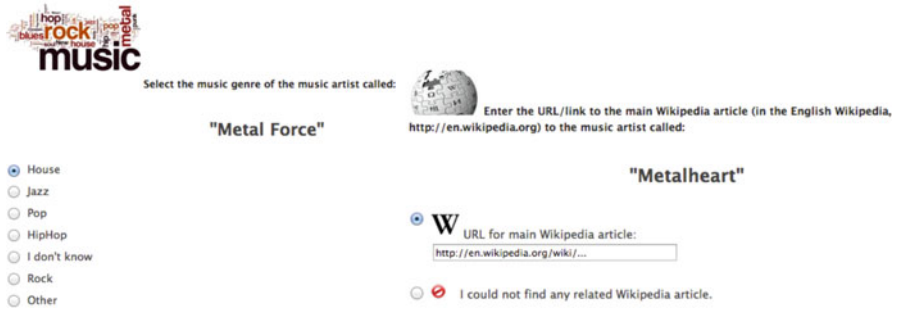 hop
pop
metal
blues
rock
house
hip
music
Select the music genre of the music artist called:
"Metal Force"
House
Jazz
Pop
HipHop
I don't know
Rock
Other
Enter the URL/link to the main Wikipedia article (in the English Wikipedia,
http://en.wikipedia.org) to the music artist called:
"Metalheart"
W
URL for main Wikipedia article:
http://en.wikipedia.org/wiki/...
I could not find any related Wikipedia article.